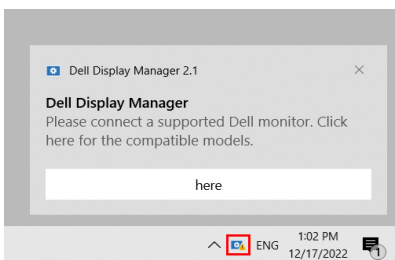 Dell Display Manager 2.1
Dell Display Manager
Please connect a supported Dell monitor. Click
here for the compatible models.
here
ENG
1:02 PM
12/17/2022
1